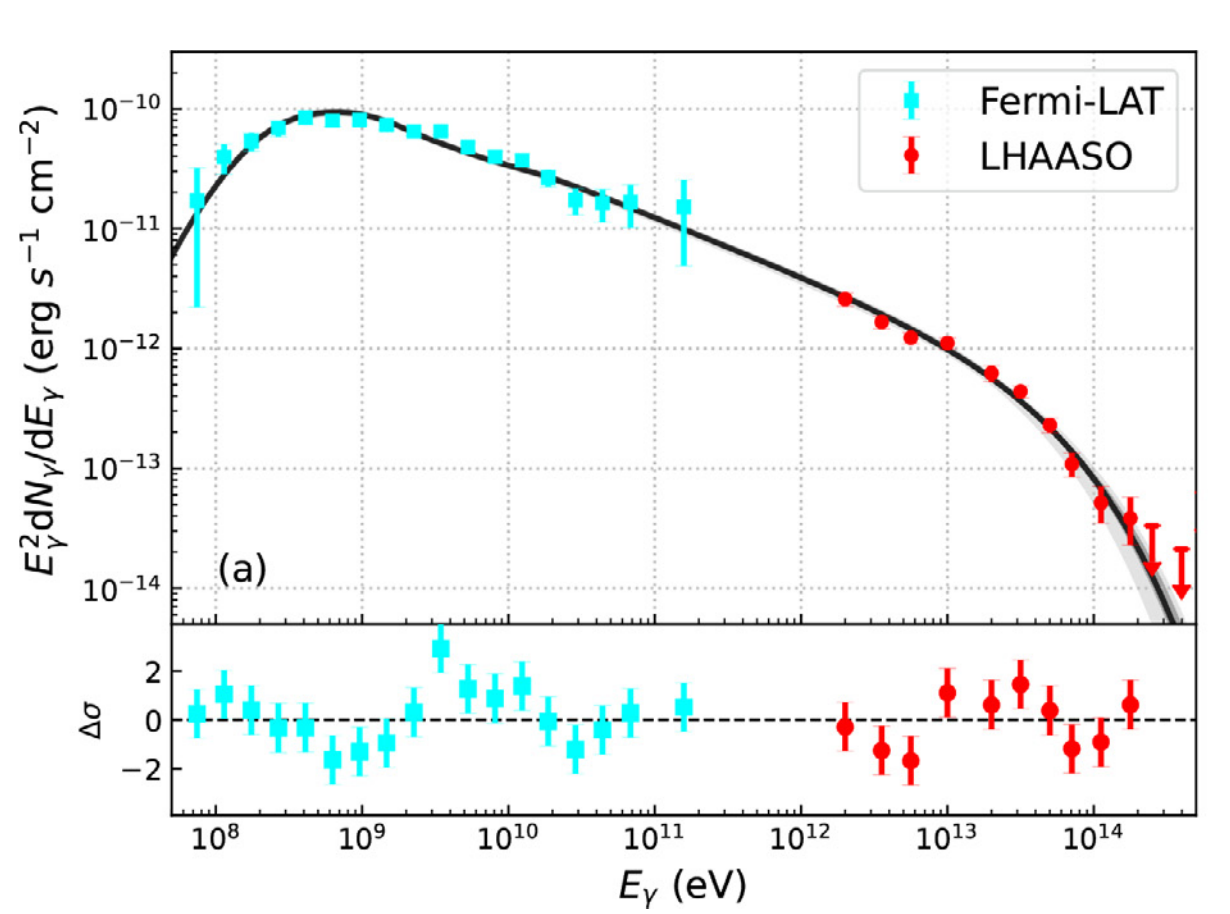 Fermi-LAT
LHAASO
10⁻¹⁰
10⁻¹¹
10⁻¹²
10⁻¹³
10⁻¹⁴
E²ᵧdNᵧ/dEᵧ (erg s⁻¹ cm⁻²)
(a)
2
0
−2
Δσ
10⁸ 10⁹ 10¹⁰ 10¹¹ 10¹² 10¹³ 10¹⁴
Eᵧ (eV)